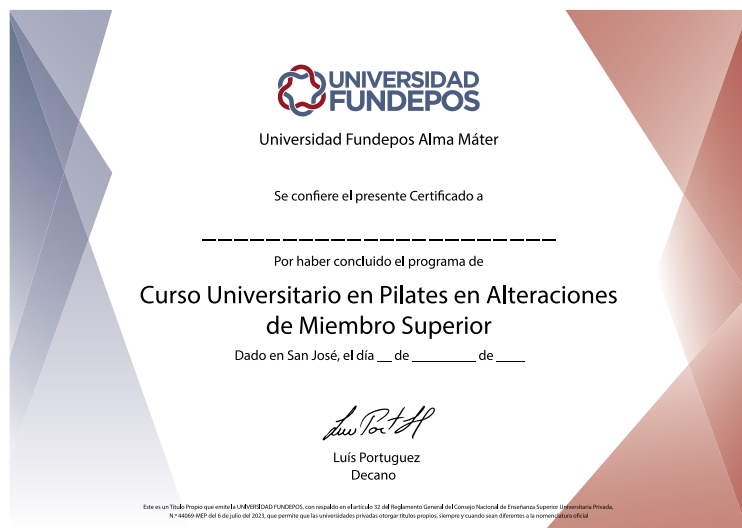 UNIVERSIDAD
FUNDEPOS
Universidad Fundepos Alma Máter
Se confiere el presente Certificado a
_ _ _ _ _ _ _ _ _ _ _ _ _ _ _ _ _ _ _ _ _ _
Por haber concluido el programa de
Curso Universitario en Pilates en Alteraciones
de Miembro Superior
Dado en San José, el día __ de ________ de ____
Luís Portuguez
Decano
Este es un Título Propio que emite la UNIVERSIDAD FUNDEPOS, con respaldo en el artículo 32 del Reglamento General del Consejo Nacional de Enseñanza Superior Universitaria Privada,
N.º 44069-MEP del 6 de julio del 2023, que permite que las universidades privadas otorgar títulos propios, siempre y cuando sean diferentes a la nomenclatura oficial